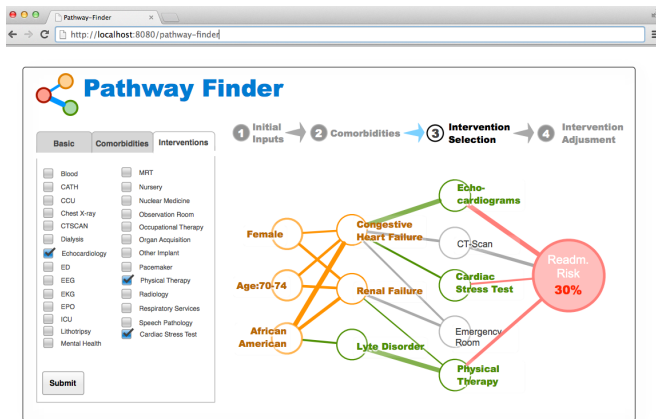 Pathway-Finder
http://localhost:8080/pathway-finder
Pathway Finder
Basic
Comorbidities
Interventions
1 Initial
Inputs
2 Comorbidities
3 Intervention
Selection
4 Intervention
Adjusment
Blood
CATH
CCU
Chest X-ray
CTSCAN
Dialysis
Echocardiology
ED
EEG
EKG
EPO
ICU
Lithotripsy
Mental Health
MRT
Nursery
Nuclear Medicine
Observation Room
Occupational Therapy
Organ Acquisition
Other Implant
Pacemaker
Physical Therapy
Radiology
Respiratory Services
Speech Pathology
Cardiac Stress Test
Submit
Female
Age:70-74
African
American
Congestive
Heart Failure
Renal Failure
Lyte Disorder
Echo-
cardiograms
CT-Scan
Cardiac
Stress Test
Emergency
Room
Physical
Therapy
Readm.
Risk
30%